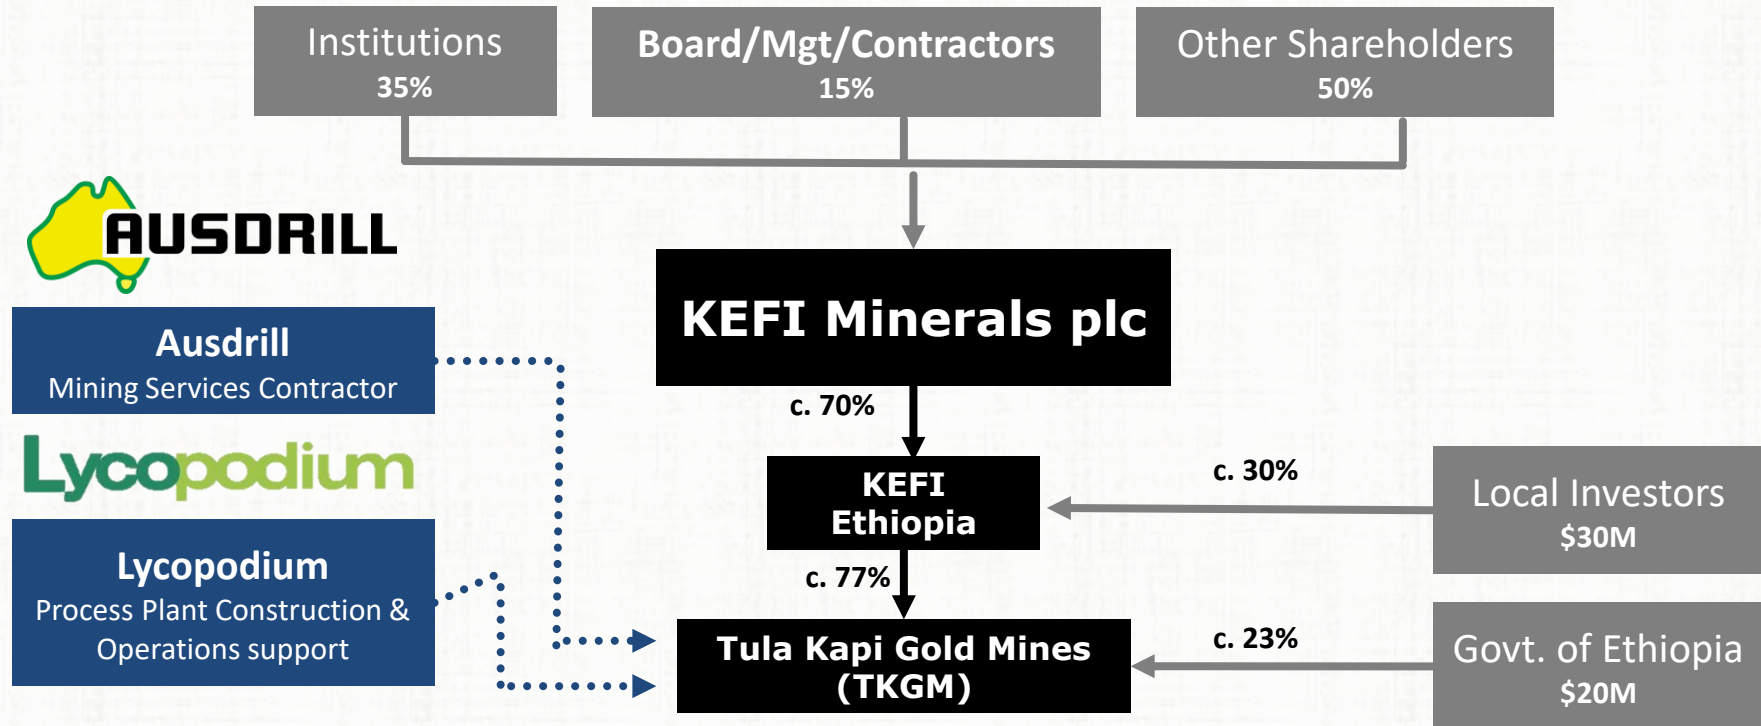 Institutions
35%
Board/Mgt/Contractors
15%
Other Shareholders
50%
AUSDRILL
Ausdrill
Mining Services Contractor
Lycopodium
Lycopodium
Process Plant Construction &
Operations support
KEFI Minerals plc
c. 70%
KEFI
Ethiopia
c. 77%
Tula Kapi Gold Mines
(TKGM)
c. 30%
Local Investors
$30M
c. 23%
Govt. of Ethiopia
$20M